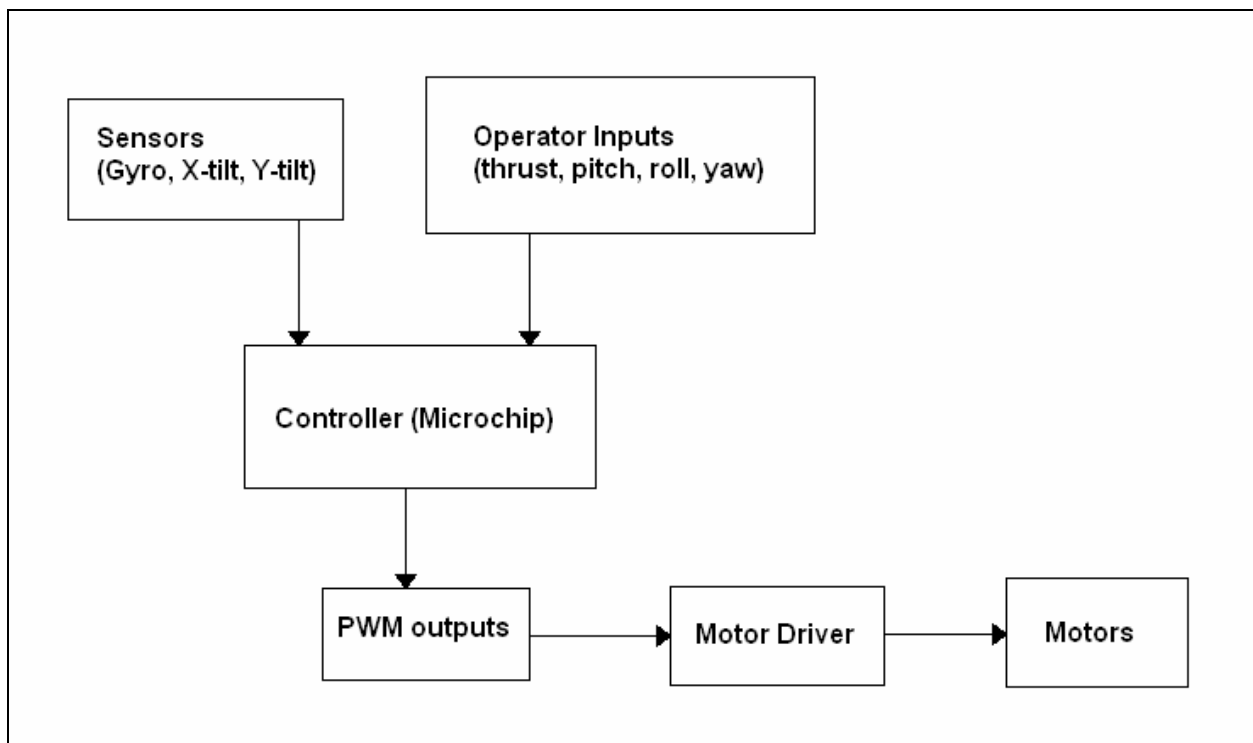 Sensors
(Gyro, X-tilt, Y-tilt)
Operator Inputs
(thrust, pitch, roll, yaw)
Controller (Microchip)
PWM outputs
Motor Driver
Motors